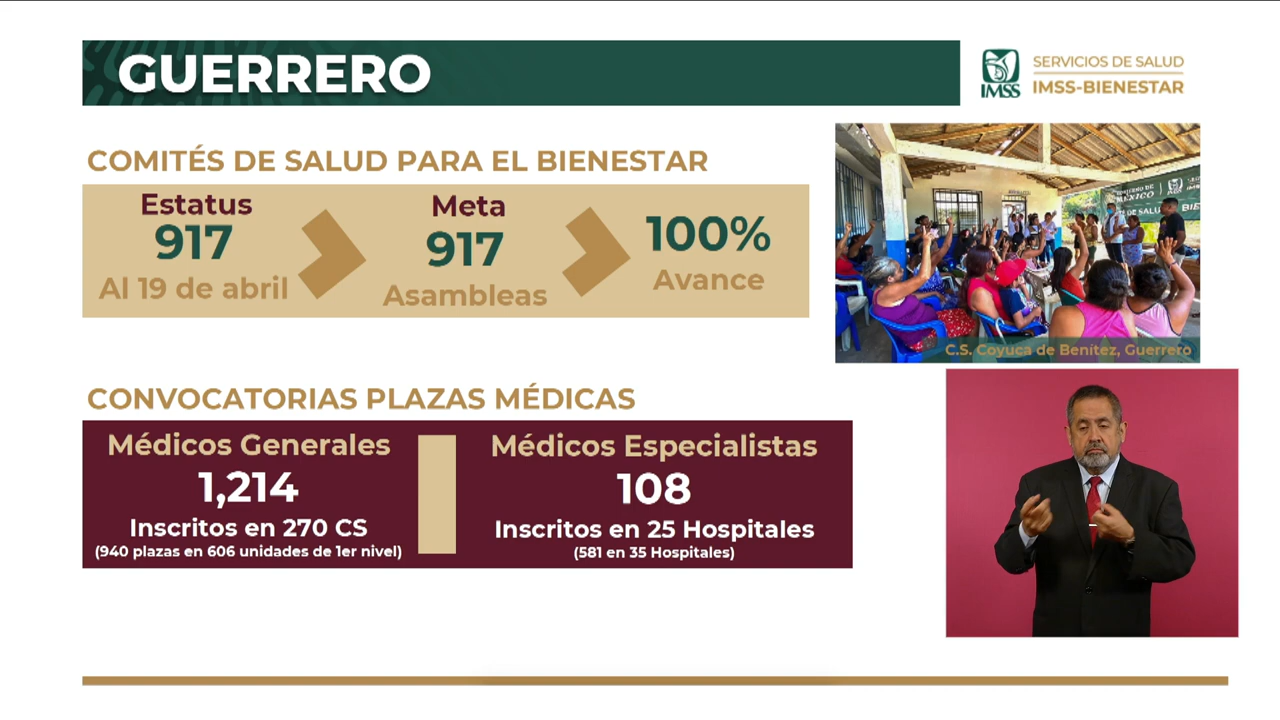 GUERRERO
IMSS
SERVICIOS DE SALUD
IMSS-BIENESTAR
COMITÉS DE SALUD PARA EL BIENESTAR
Estatus
917
Al 19 de abril
Meta
917
Asambleas
100%
Avance
GOBIERNO DE
MÉXICO
C.S. Coyuca de Benítez, Guerrero
CONVOCATORIAS PLAZAS MÉDICAS
Médicos Generales
1,214
Inscritos en 270 CS
(940 plazas en 606 unidades de 1er nivel)
Médicos Especialistas
108
Inscritos en 25 Hospitales
(581 en 35 Hospitales)